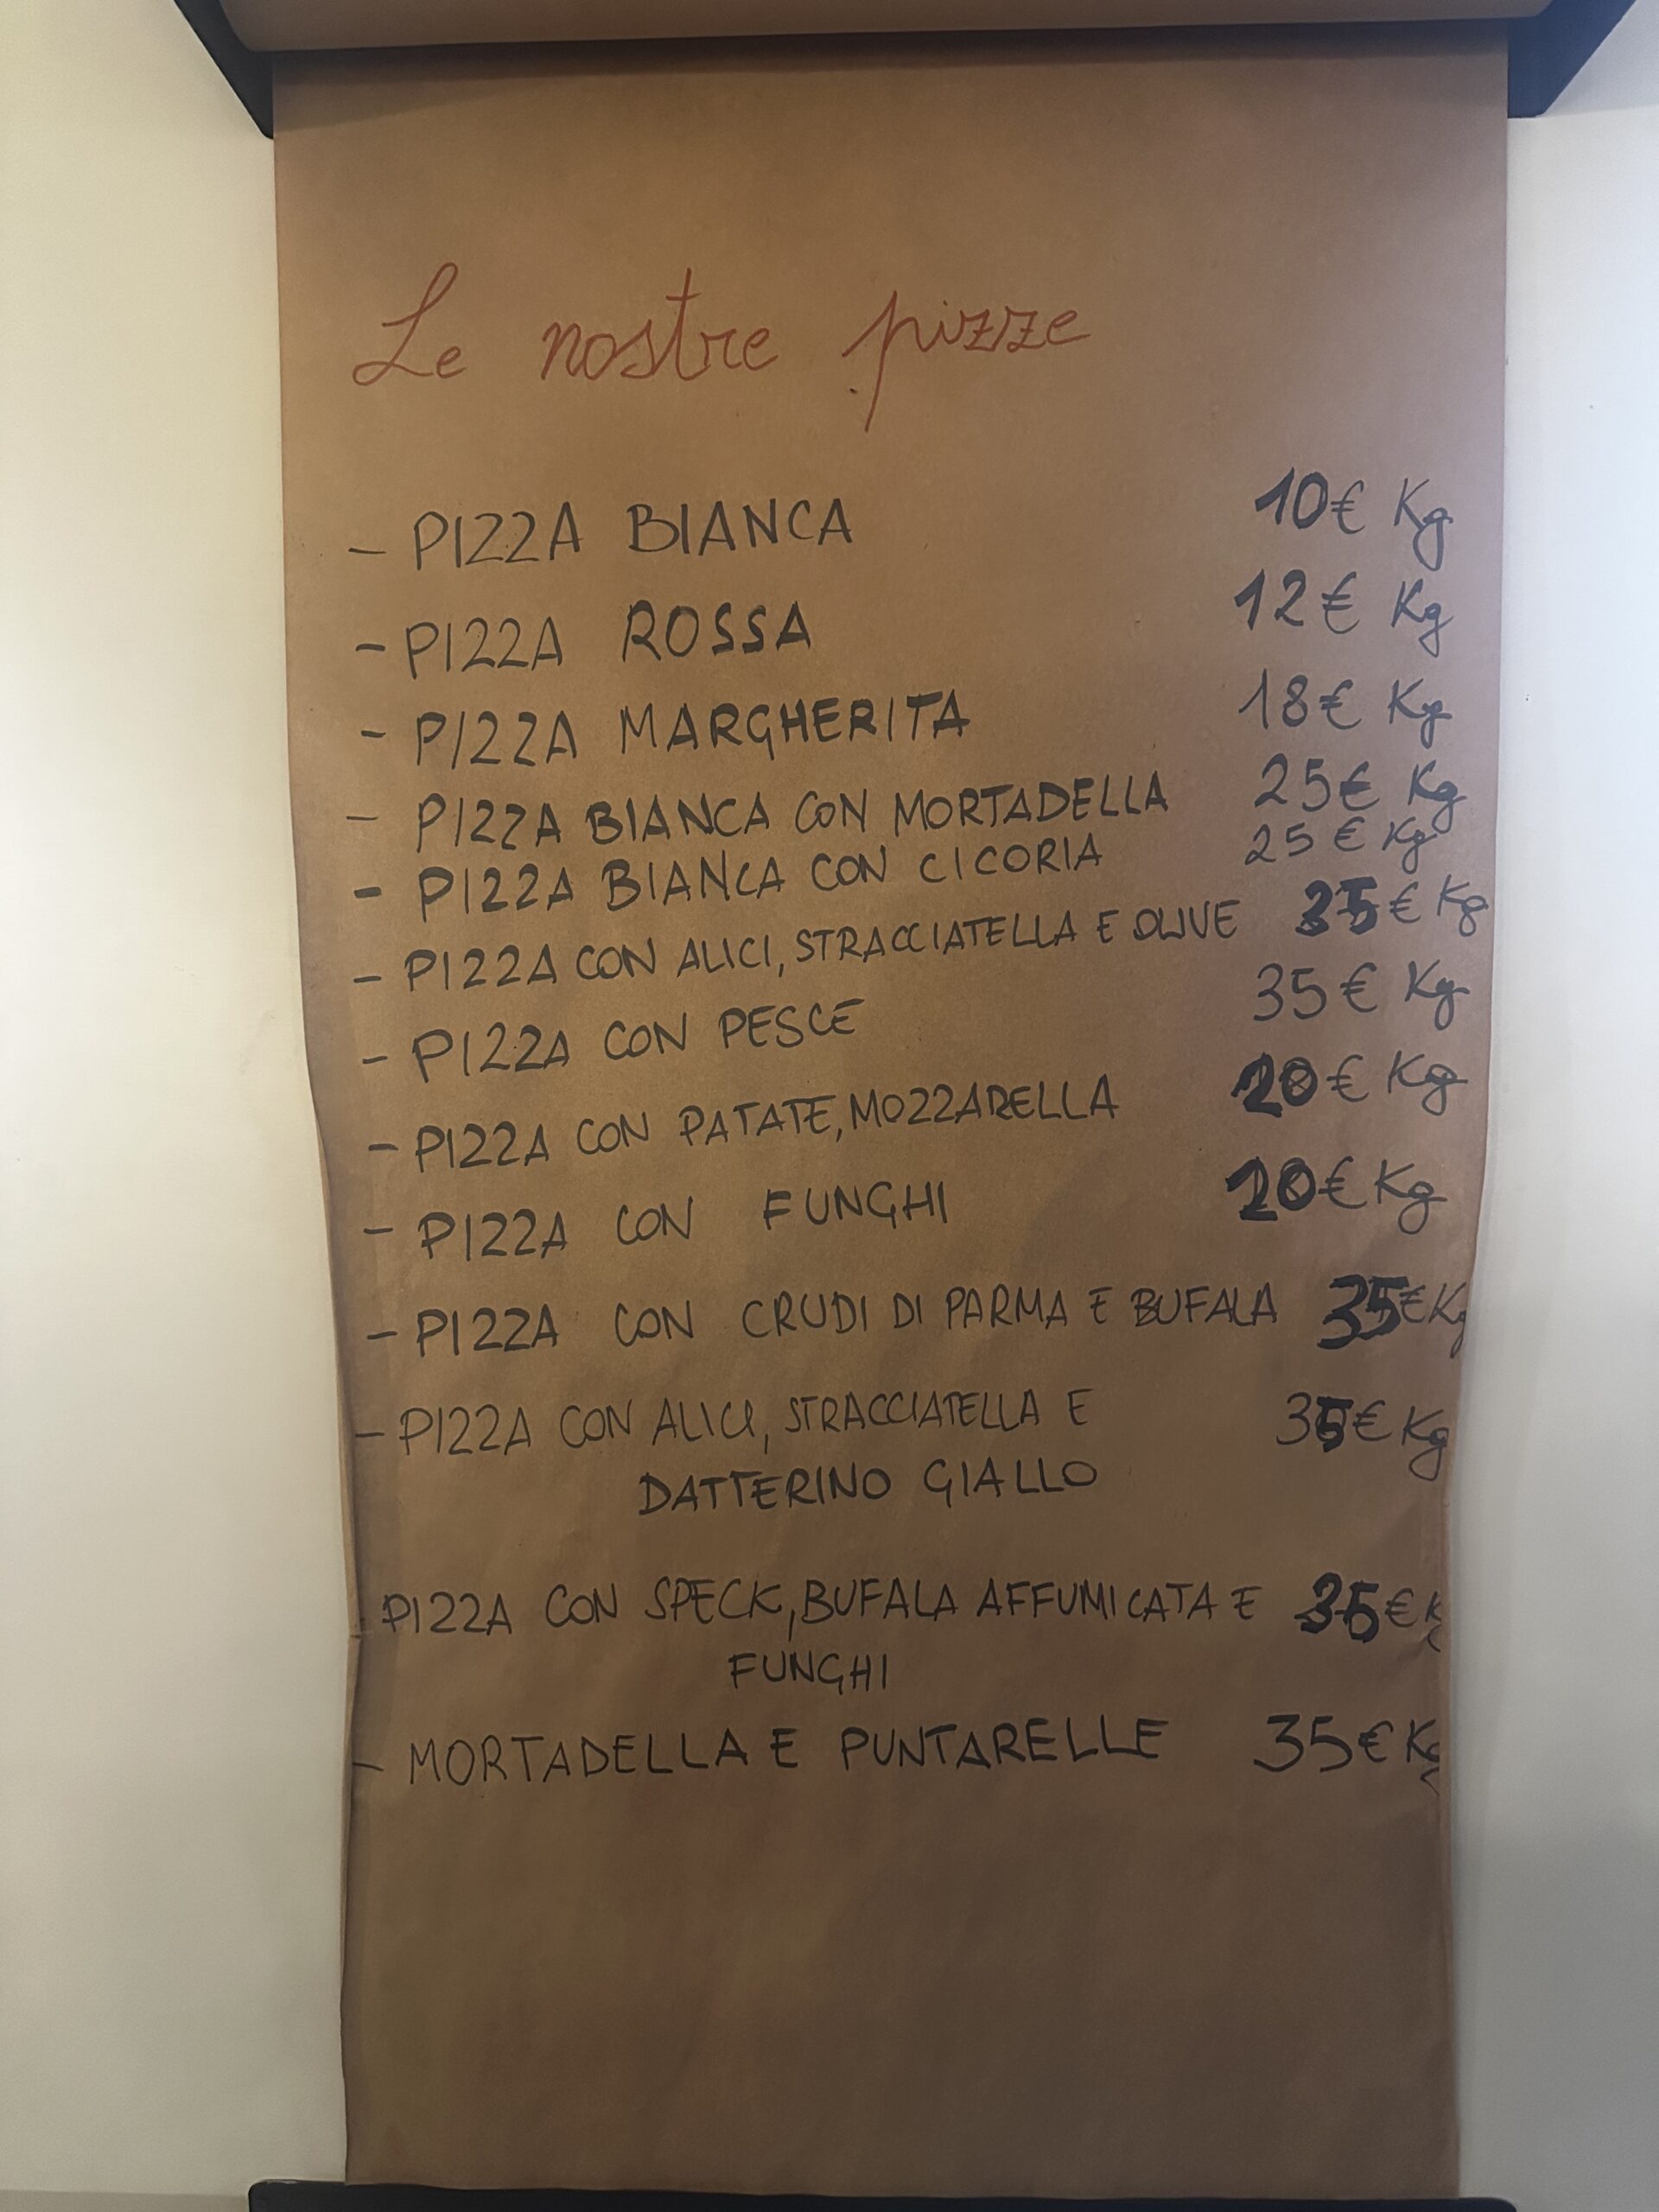 Le nostre pizze
- PIZZA BIANCA 10€ Kg
- PIZZA ROSSA 12€ Kg
- PIZZA MARGHERITA 18€ Kg
- PIZZA BIANCA CON MORTADELLA 25€ Kg
- PIZZA BIANCA CON CICORIA 25€ Kg
- PIZZA CON ALICI, STRACCIATELLA E OLIVE 35€ Kg
- PIZZA CON PESCE 35€ Kg
- PIZZA CON PATATE, MOZZARELLA 20€ Kg
- PIZZA CON FUNGHI 20€ Kg
- PIZZA CON CRUDI DI PARMA E BUFALA 35€ Kg
- PIZZA CON ALICI, STRACCIATELLA E 35€ Kg
DATTERINO GIALLO
- PIZZA CON SPECK, BUFALA AFFUMICATA E 35€ K
FUNGHI
- MORTADELLA E PUNTARELLE 35€ Kg